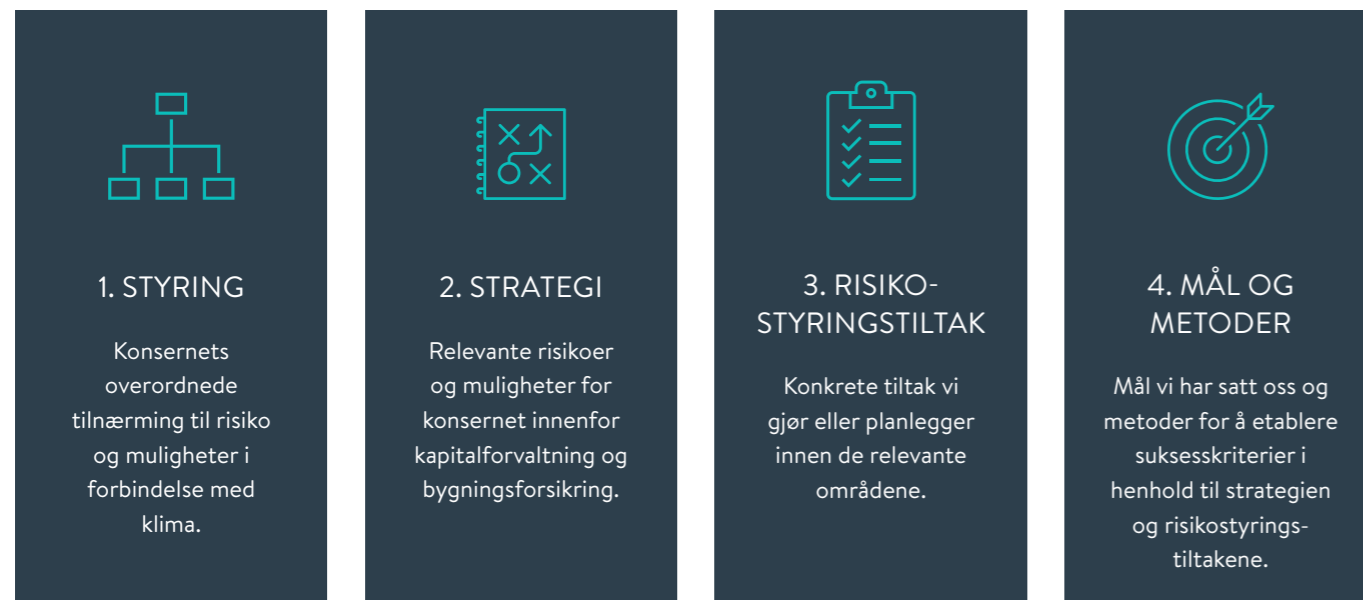 1. STYRING
Konsernets
overordnede
tilnærming til risiko
og muligheter i
forbindelse med
klima.
2. STRATEGI
Relevante risikoer
og muligheter for
konsernet innenfor
kapitalforvaltning og
bygningsforsikring.
3. RISIKO-
STYRINGSTILTAK
Konkrete tiltak vi
gjør eller planlegger
innen de relevante
områdene.
4. MÅL OG
METODER
Mål vi har satt oss og
metoder for å etablere
suksesskriterier i
henhold til strategien
og risikostyrings-
tiltakene.